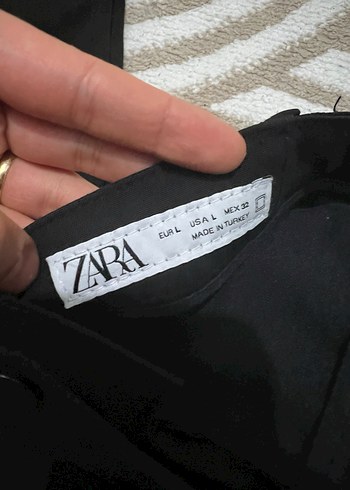 ZARA
EUR L USA L MEX 32
MADE IN TURKEY